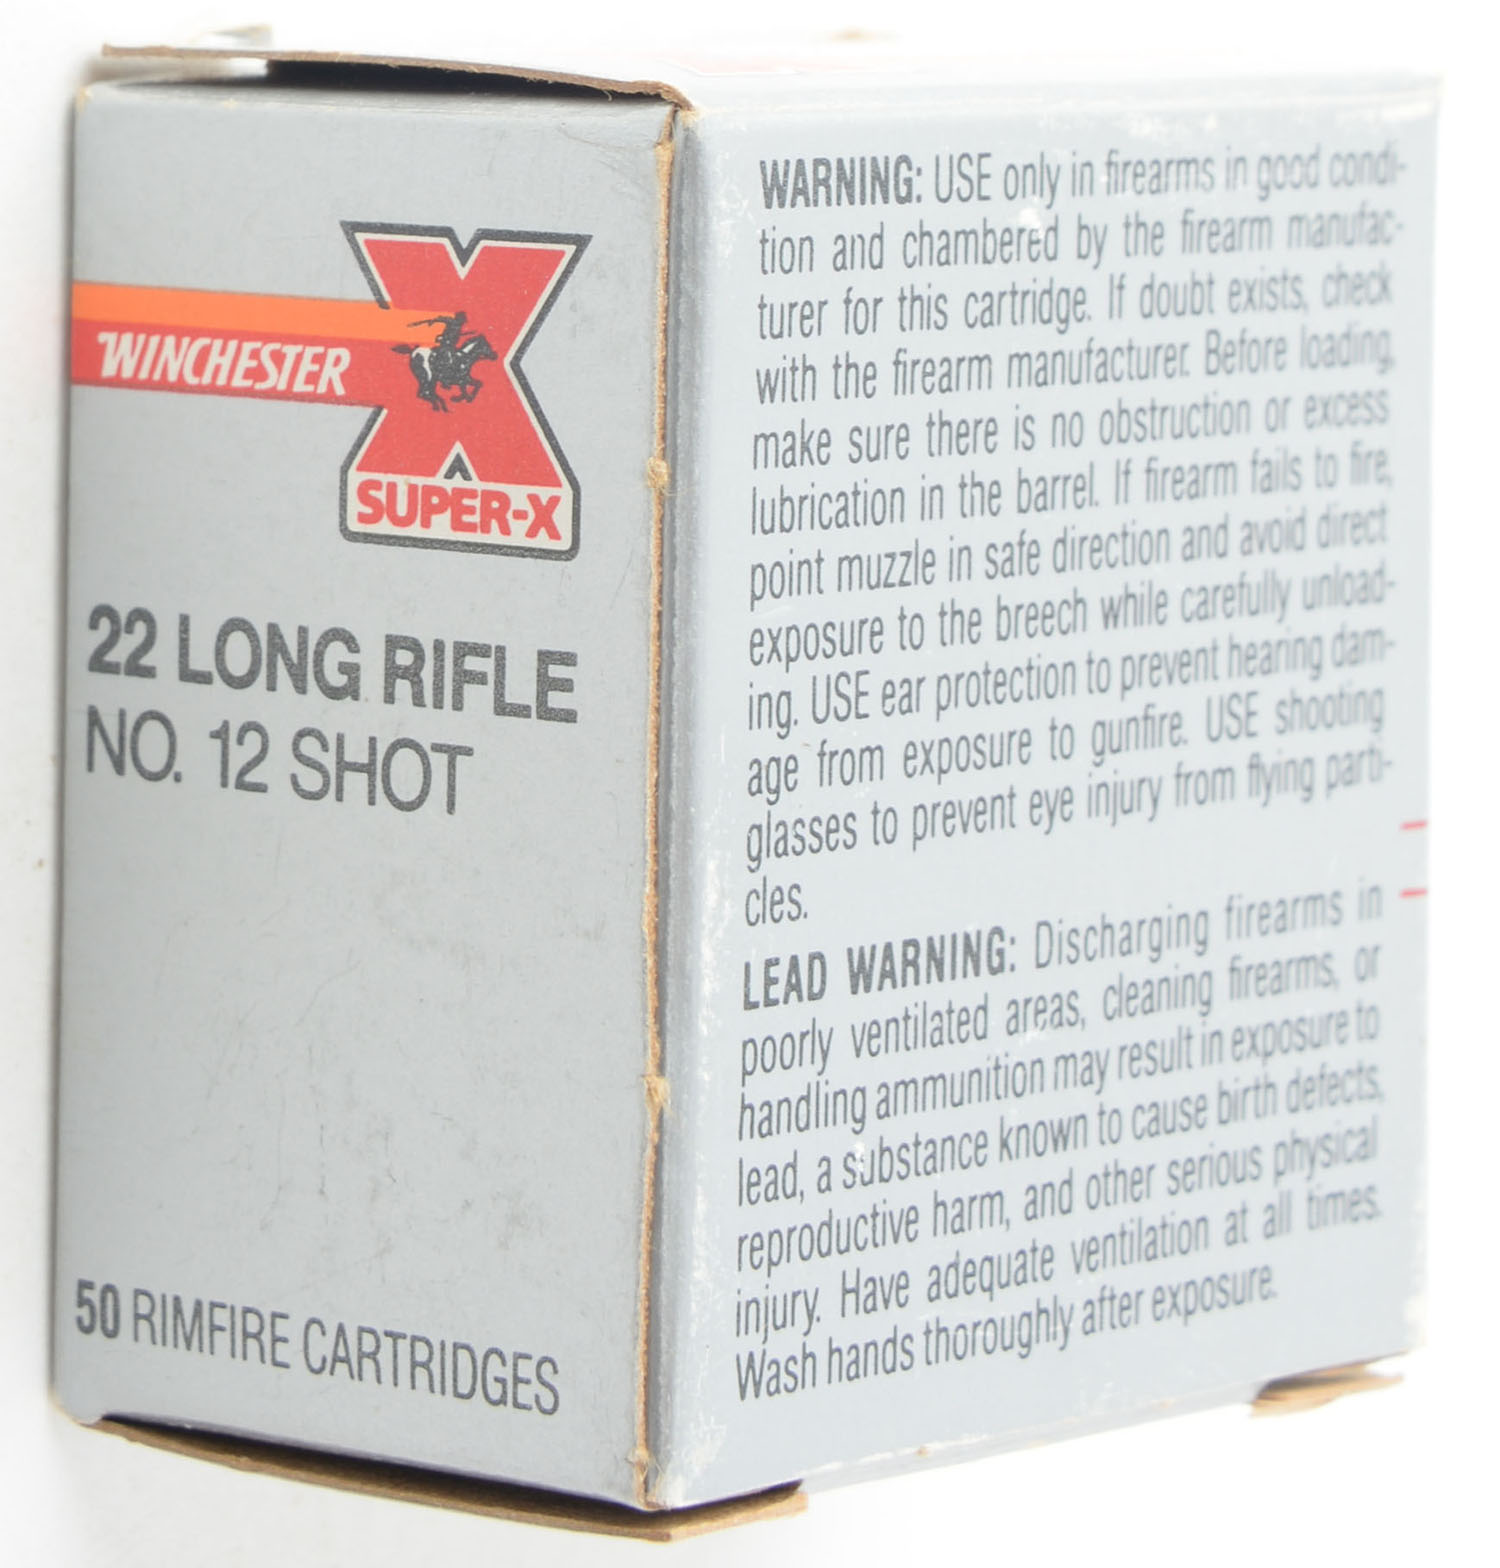 WINCHESTER
SUPER-X
22 LONG RIFLE
NO. 12 SHOT
50 RIMFIRE CARTRIDGES
WARNING: USE only in firearms in good condi-
tion and chambered by the firearm manufac-
turer for this cartridge. If doubt exists, check
with the firearm manufacturer. Before loading,
make sure there is no obstruction or excess
lubrication in the barrel. If firearm fails to fire,
point muzzle in safe direction and avoid direct
exposure to the breech while carefully unload-
ing. USE ear protection to prevent hearing dam-
age from exposure to gunfire. USE shooting
glasses to prevent eye injury from flying parti-
cles.
LEAD WARNING: Discharging firearms in
poorly ventilated areas, cleaning firearms, or
handling ammunition may result in exposure to
lead, a substance known to cause birth defects,
reproductive harm, and other serious physical
injury. Have adequate ventilation at all times.
Wash hands thoroughly after exposure.